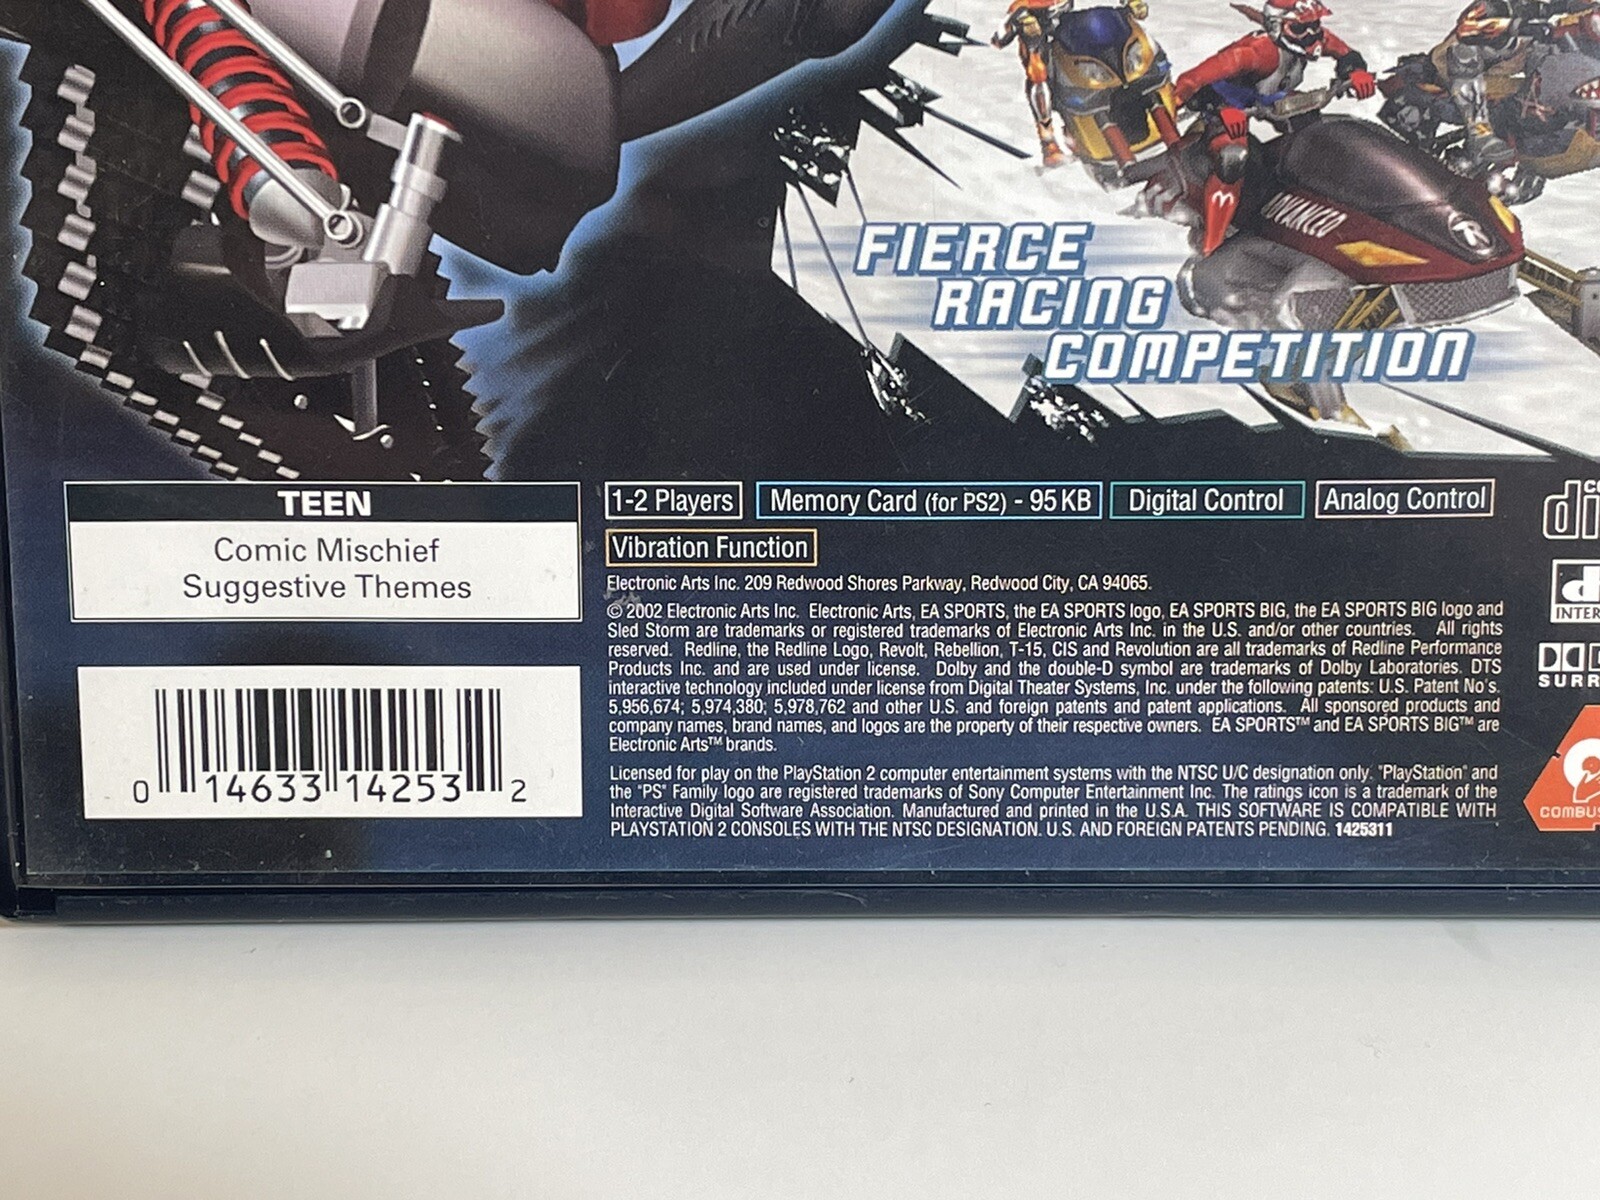 FIERCE
RACING
COMPETITION
ADVANCED
TEEN
Comic Mischief
Suggestive Themes
0 14633 14253 2
1-2 Players
Memory Card (for PS2) - 95 KB
Digital Control
Analog Control
Vibration Function
Electronic Arts Inc. 209 Redwood Shores Parkway, Redwood City, CA 94065.
© 2002 Electronic Arts Inc. Electronic Arts, EA SPORTS, the EA SPORTS logo, EA SPORTS BIG, the EA SPORTS BIG logo and
Sled Storm are trademarks or registered trademarks of Electronic Arts Inc. in the U.S. and/or other countries. All rights
reserved. Redline, the Redline Logo, Revolt, Rebellion, T-15, CIS and Revolution are all trademarks of Redline Performance
Products Inc. and are used under license. Dolby and the double-D symbol are trademarks of Dolby Laboratories. DTS
interactive technology included under license from Digital Theater Systems, Inc. under the following patents: U.S. Patent No's.
5,956,674; 5,974,380; 5,978,762 and other U.S. and foreign patents and patent applications. All sponsored products and
company names, brand names, and logos are the property of their respective owners. EA SPORTS™ and EA SPORTS BIG™ are
Electronic Arts™ brands.
Licensed for play on the PlayStation 2 computer entertainment systems with the NTSC U/C designation only. "PlayStation" and
the "PS" Family logo are registered trademarks of Sony Computer Entertainment Inc. The ratings icon is a trademark of the
Interactive Digital Software Association. Manufactured and printed in the U.S.A. THIS SOFTWARE IS COMPATIBLE WITH
PLAYSTATION 2 CONSOLES WITH THE NTSC DESIGNATION. U.S. AND FOREIGN PATENTS PENDING. 1425311
INTER
SURR
COMBUS